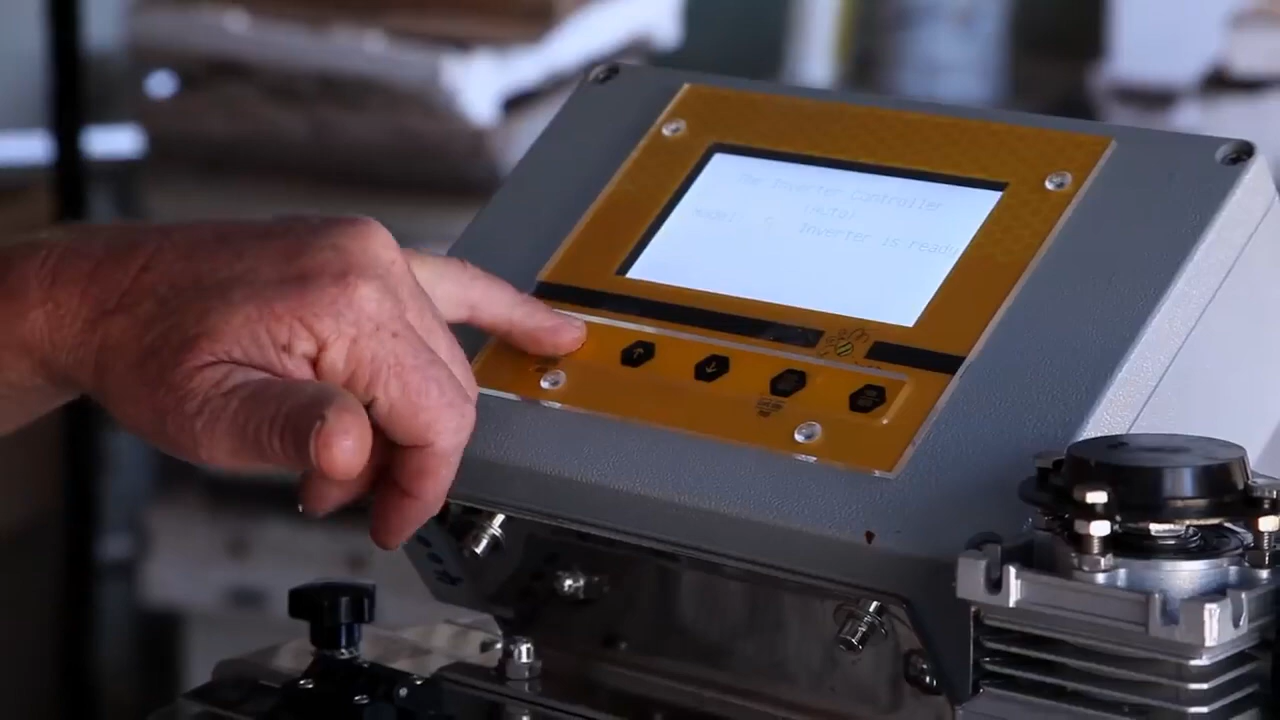 The Inverter Controller
(Auto)
model c
Inverter is ready